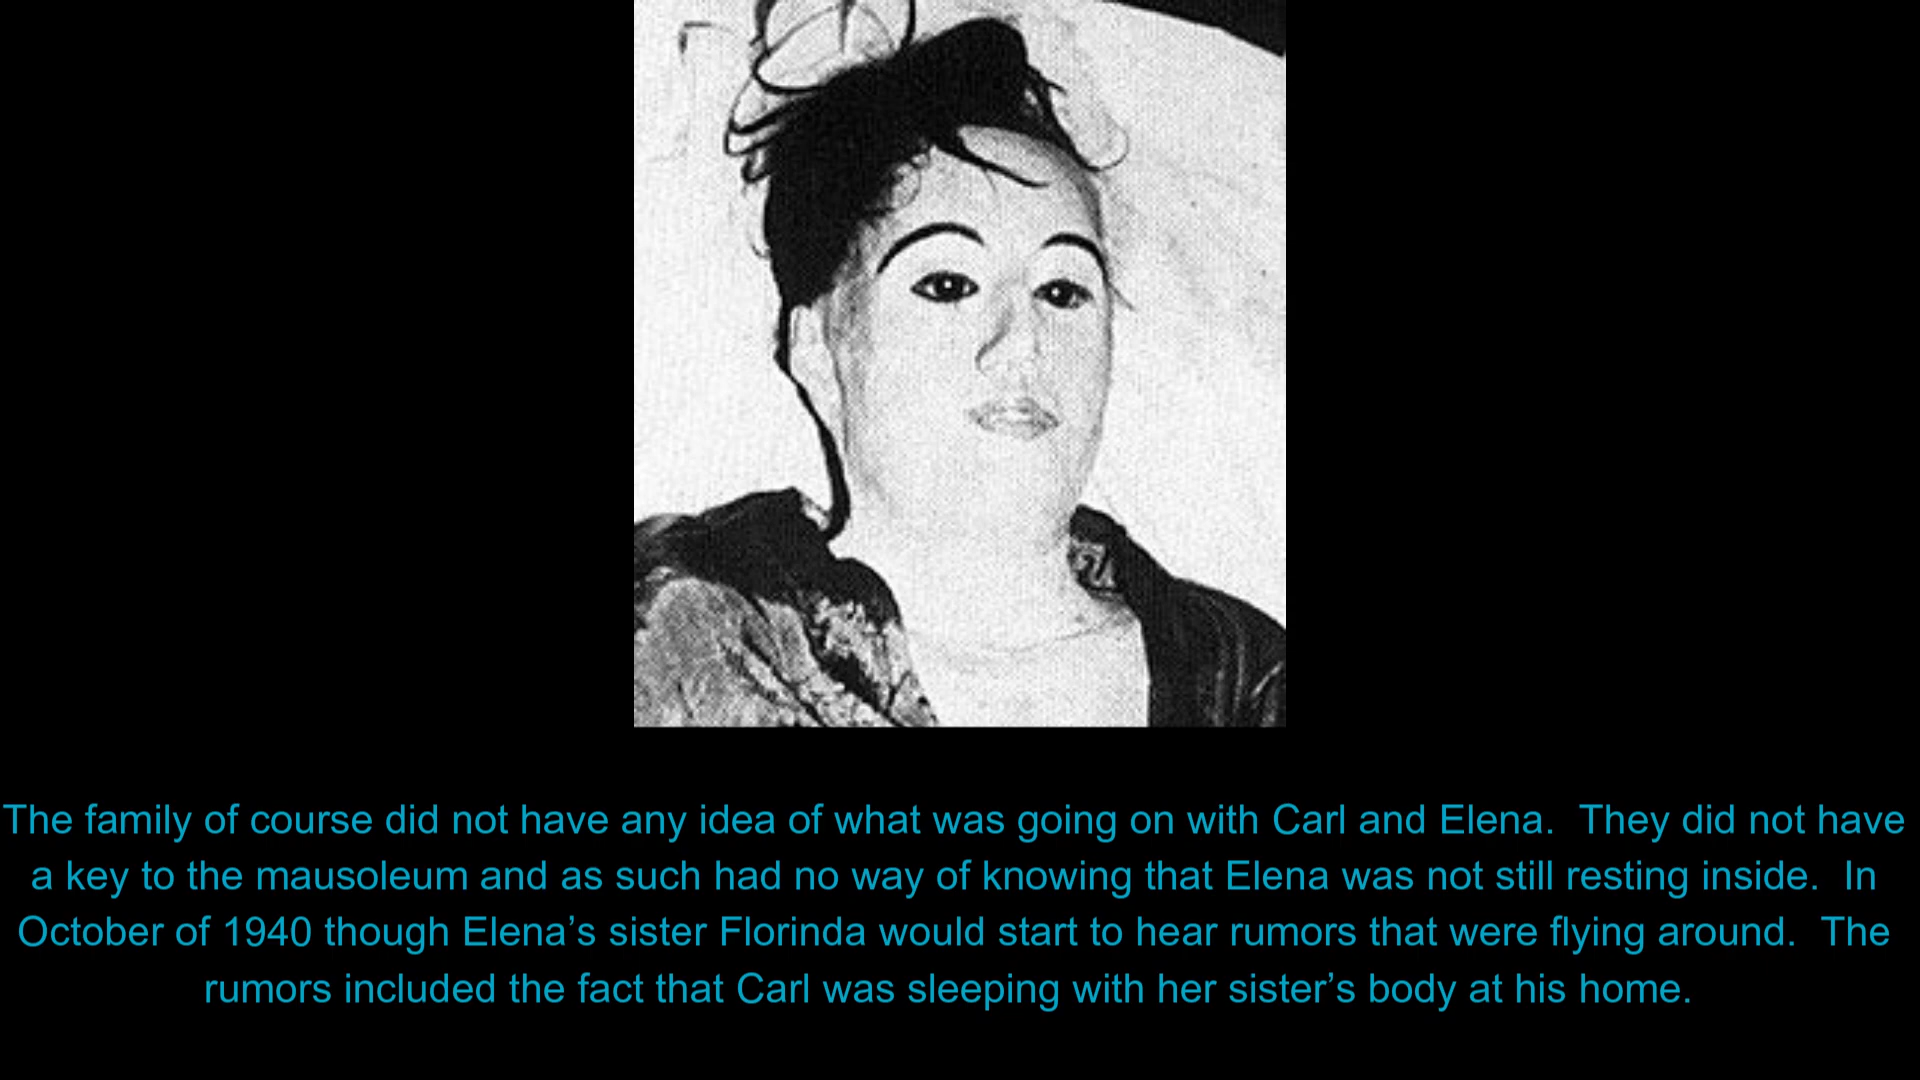 The family of course did not have any idea of what was going on with Carl and Elena.  They did not have
a key to the mausoleum and as such had no way of knowing that Elena was not still resting inside.  In
October of 1940 though Elena’s sister Florinda would start to hear rumors that were flying around.  The
rumors included the fact that Carl was sleeping with her sister’s body at his home.